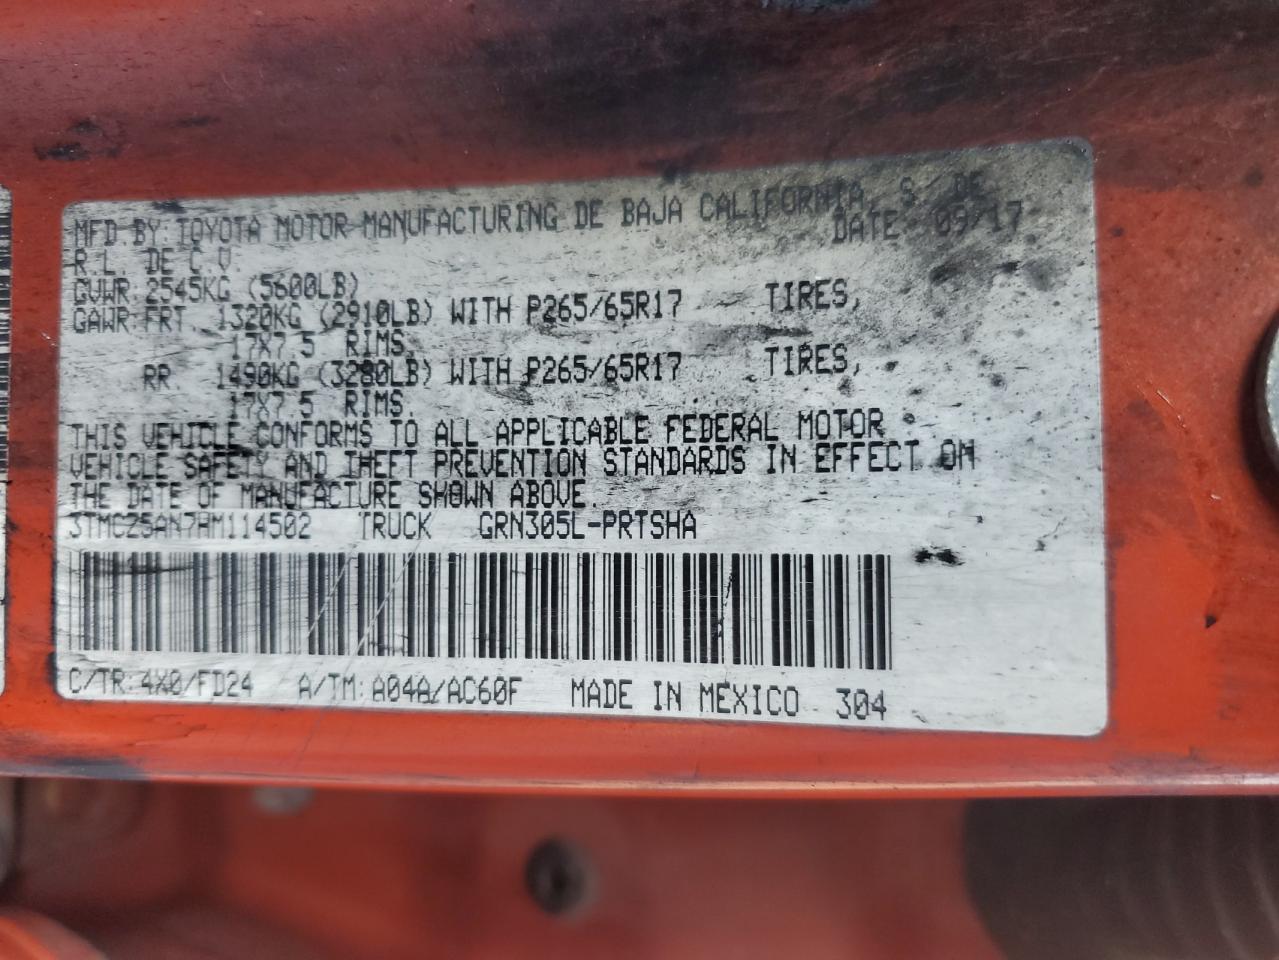 MFD. BY: TOYOTA MOTOR MANUFACTURING DE BAJA CALIFORNIA, S. DE
R.L. DE C.V. DATE: 09/17
GVWR: 2545KG (5600LB)
GAWR: FRT. 1320KG (2910LB) WITH P265/65R17 TIRES,
17X7.5 RIMS.
RR. 1490KG (3280LB) WITH P265/65R17 TIRES,
17X7.5 RIMS.
THIS VEHICLE CONFORMS TO ALL APPLICABLE FEDERAL MOTOR
VEHICLE SAFETY AND THEFT PREVENTION STANDARDS IN EFFECT ON
THE DATE OF MANUFACTURE SHOWN ABOVE.
3TMCZ5AN7HM114502 TRUCK GRN305L-PRTSHA
C/TR: 4X0/FD24 A/TM: A04A/AC60F MADE IN MEXICO 304